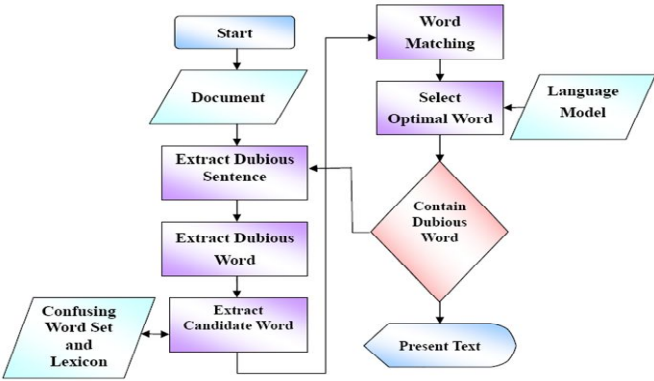 Start
Document
Extract Dubious
Sentence
Extract Dubious
Word
Extract
Candidate Word
Confusing
Word Set
and
Lexicon
Word
Matching
Select
Optimal Word
Language
Model
Contain
Dubious
Word
Present Text